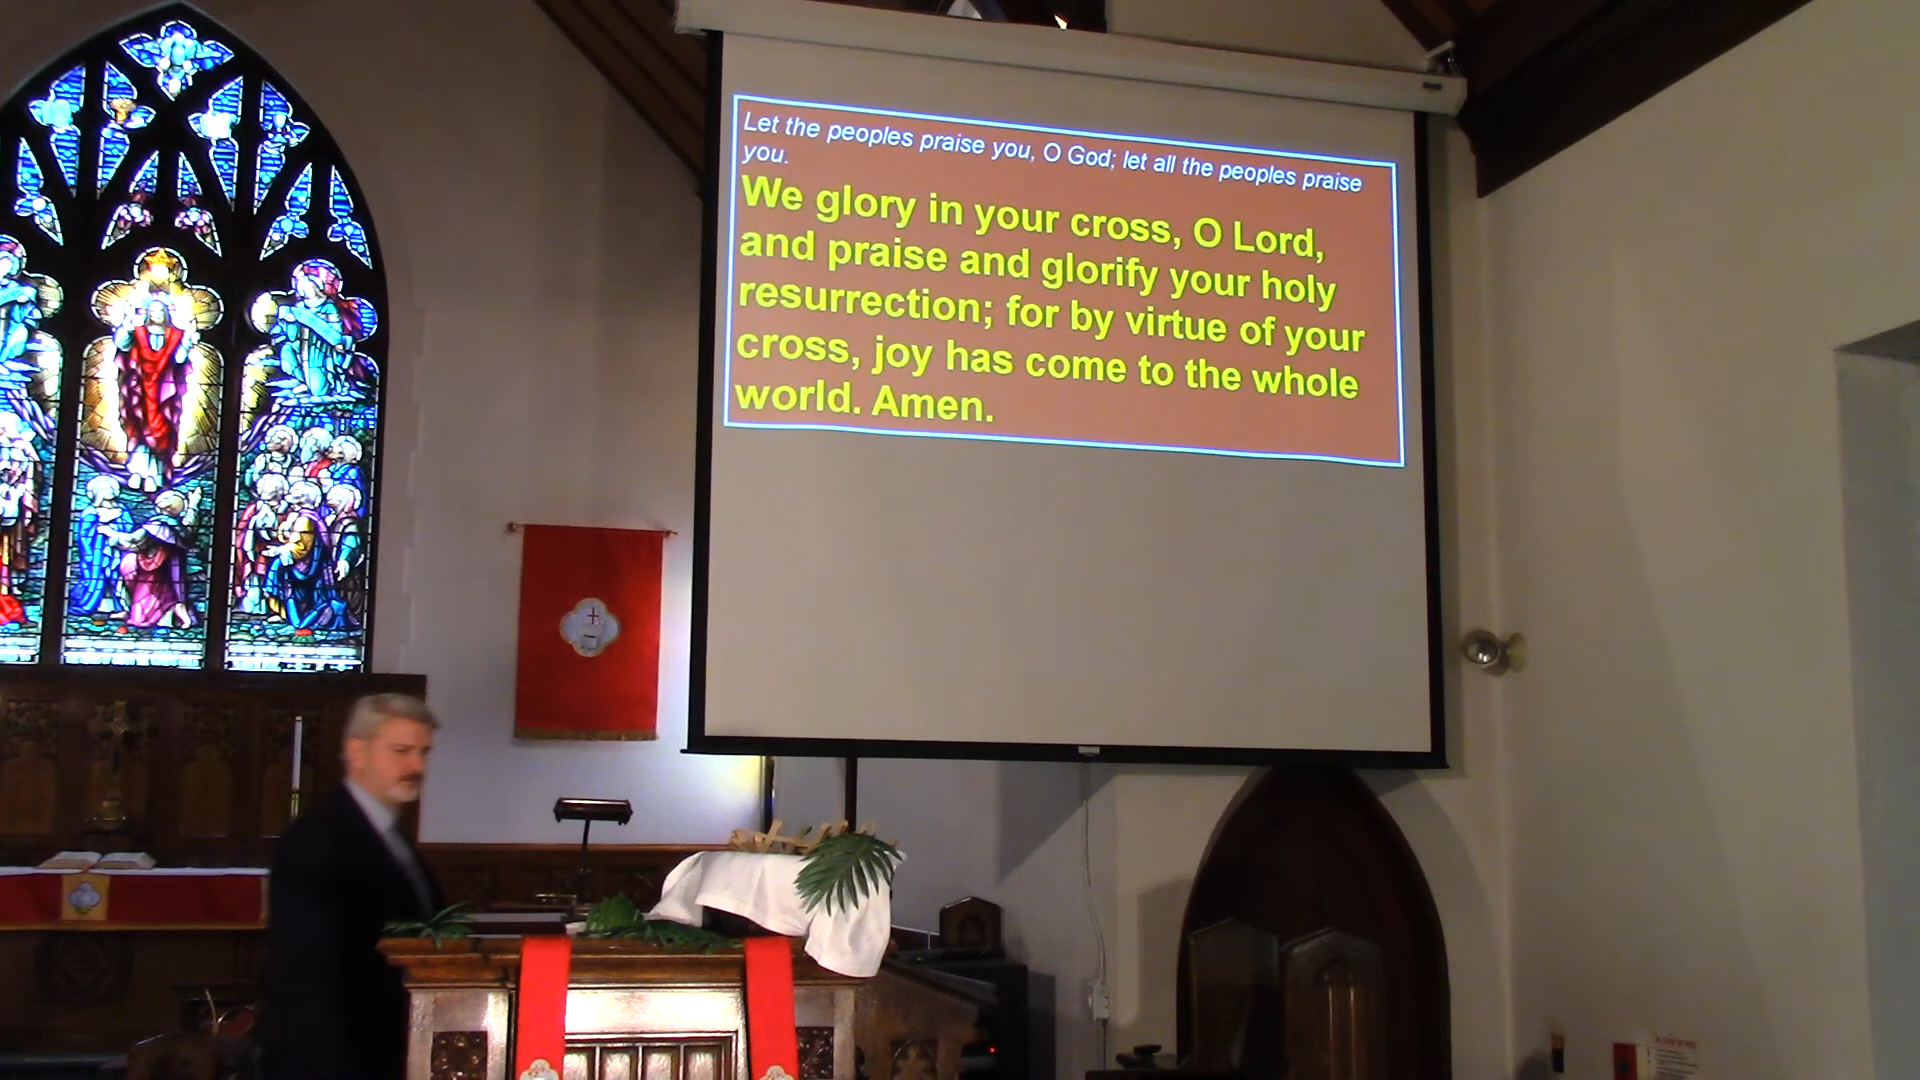 Let the peoples praise you, O God; let all the peoples praise
you.
We glory in your cross, O Lord,
and praise and glorify your holy
resurrection; for by virtue of your
cross, joy has come to the whole
world. Amen.